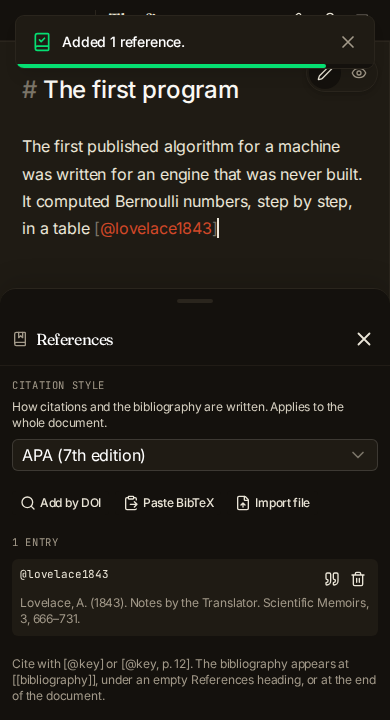 Added 1 reference.
# The first program
The first published algorithm for a machine
was written for an engine that was never built.
It computed Bernoulli numbers, step by step,
in a table [@lovelace1843]
References
CITATION STYLE
How citations and the bibliography are written. Applies to the
whole document.
APA (7th edition)
Add by DOI
Paste BibTeX
Import file
1 ENTRY
@lovelace1843
Lovelace, A. (1843). Notes by the Translator. Scientific Memoirs,
3, 666–731.
Cite with [@key] or [@key, p. 12]. The bibliography appears at
[[bibliography]], under an empty References heading, or at the end
of the document.